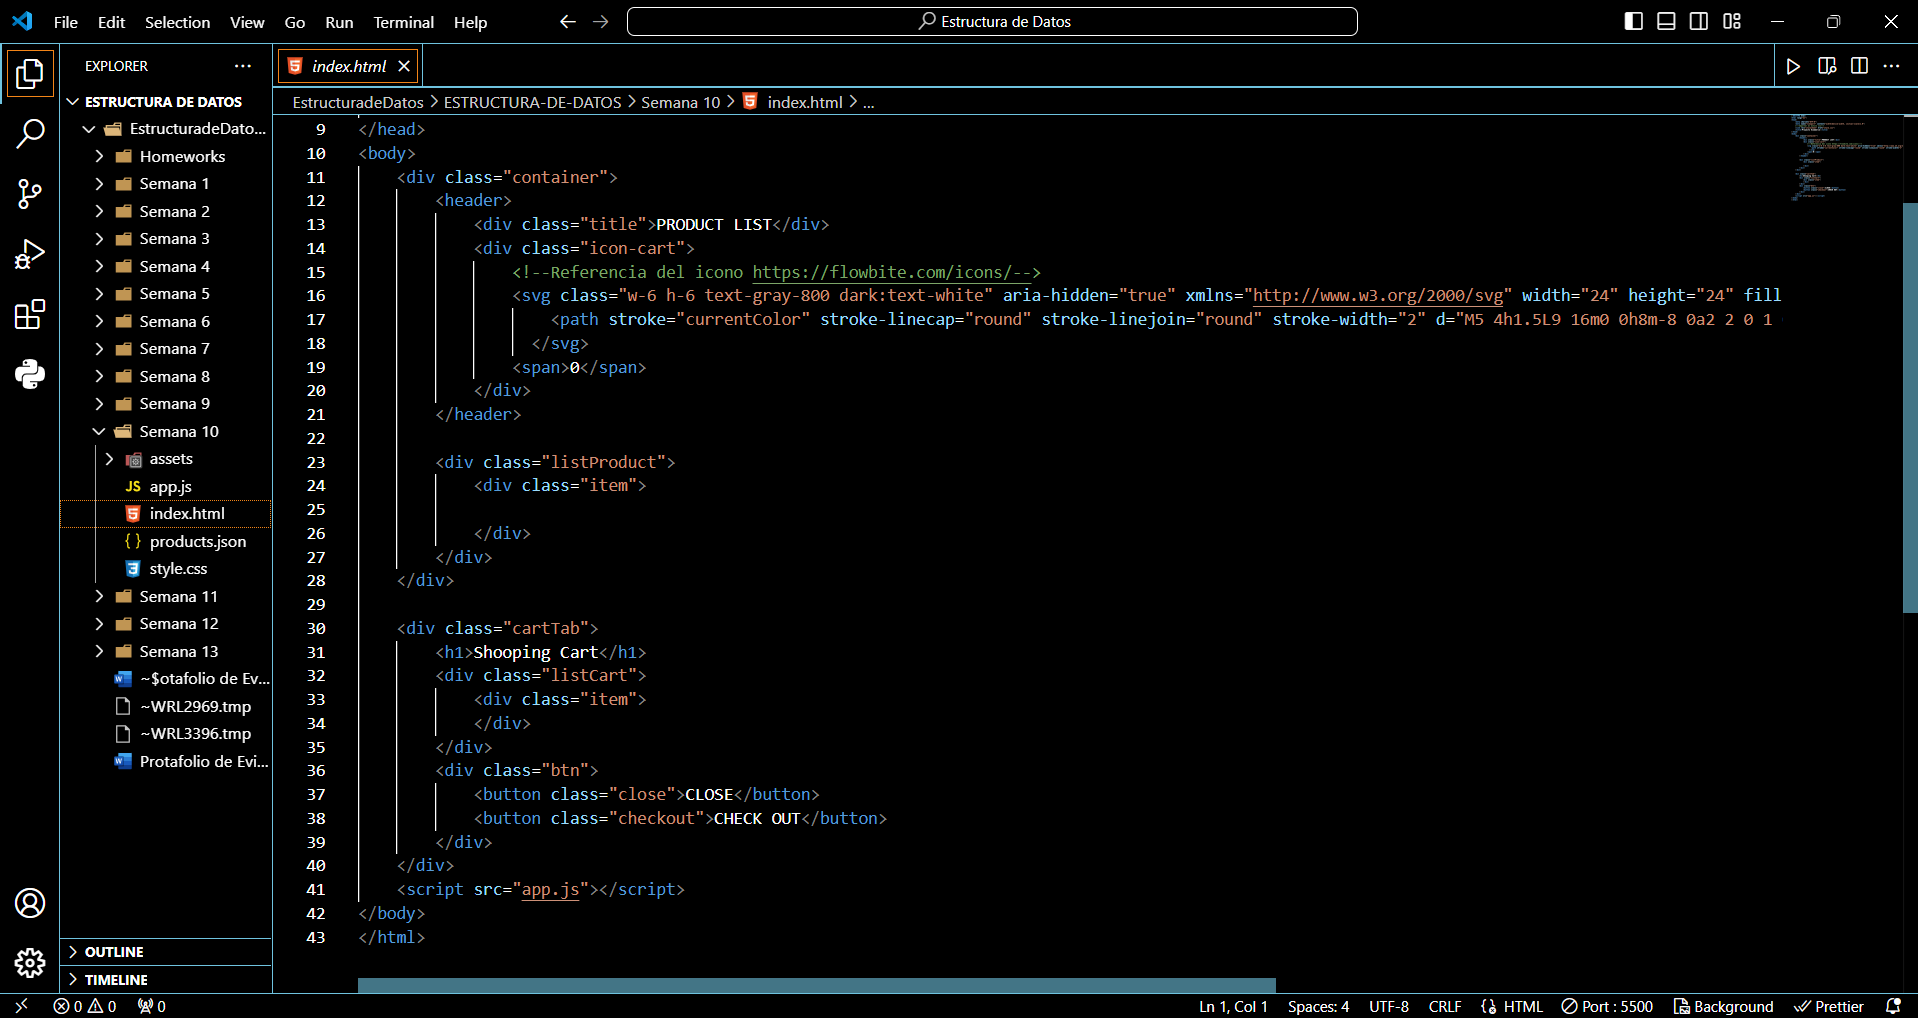 File Edit Selection View Go Run Terminal Help
Estructura de Datos
EXPLORER
ESTRUCTURA DE DATOS
EstructuradeDato...
Homeworks
Semana 1
Semana 2
Semana 3
Semana 4
Semana 5
Semana 6
Semana 7
Semana 8
Semana 9
Semana 10
assets
JS app.js
index.html
{} products.json
style.css
Semana 11
Semana 12
Semana 13
~$otafolio de Ev...
~WRL2969.tmp
~WRL3396.tmp
Protafolio de Evi...
OUTLINE
TIMELINE
index.html
EstructuradeDatos > ESTRUCTURA-DE-DATOS > Semana 10 > index.html > ...
9 </head>
10 <body>
11 <div class="container">
12 <header>
13 <div class="title">PRODUCT LIST</div>
14 <div class="icon-cart">
15 <!--Referencia del icono https://flowbite.com/icons/-->
16 <svg class="w-6 h-6 text-gray-800 dark:text-white" aria-hidden="true" xmlns="http://www.w3.org/2000/svg" width="24" height="24" fill
17 <path stroke="currentColor" stroke-linecap="round" stroke-linejoin="round" stroke-width="2" d="M5 4h1.5L9 16m0 0h8m-8 0a2 2 0 1
18 </svg>
19 <span>0</span>
20 </div>
21 </header>
22
23 <div class="listProduct">
24 <div class="item">
25
26 </div>
27 </div>
28 </div>
29
30 <div class="cartTab">
31 <h1>Shooping Cart</h1>
32 <div class="listCart">
33 <div class="item">
34 </div>
35 </div>
36 <div class="btn">
37 <button class="close">CLOSE</button>
38 <button class="checkout">CHECK OUT</button>
39 </div>
40 </div>
41 <script src="app.js"></script>
42 </body>
43 </html>
0 0 0 Ln 1, Col 1 Spaces: 4 UTF-8 CRLF {} HTML Port : 5500 Background Prettier